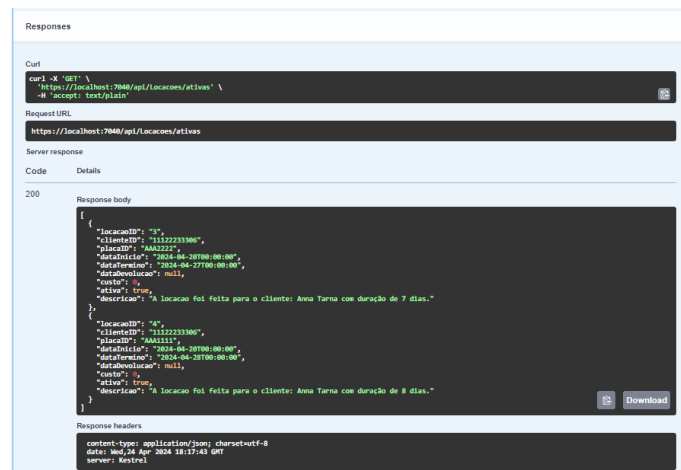 Responses
Curl
curl -X 'GET' \
'https://localhost:7040/api/Locacoes/ativas' \
-H 'accept: text/plain'
Request URL
https://localhost:7040/api/Locacoes/ativas
Server response
Code Details
200
Response body
[
{
"locacaoID": "3",
"clienteID": "11122233306",
"placaID": "AAA2222",
"dataInicio": "2024-04-20T00:00:00",
"dataTermino": "2024-04-27T00:00:00",
"dataDevolucao": null,
"custo": 0,
"ativa": true,
"descricao": "A locacao foi feita para o cliente: Anna Tarna com duração de 7 dias."
},
{
"locacaoID": "4",
"clienteID": "11122233306",
"placaID": "AAA1111",
"dataInicio": "2024-04-20T00:00:00",
"dataTermino": "2024-04-28T00:00:00",
"dataDevolucao": null,
"custo": 0,
"ativa": true,
"descricao": "A locacao foi feita para o cliente: Anna Tarna com duração de 8 dias."
}
]
Download
Response headers
content-type: application/json; charset=utf-8
date: Wed,24 Apr 2024 18:17:43 GMT
server: Kestrel